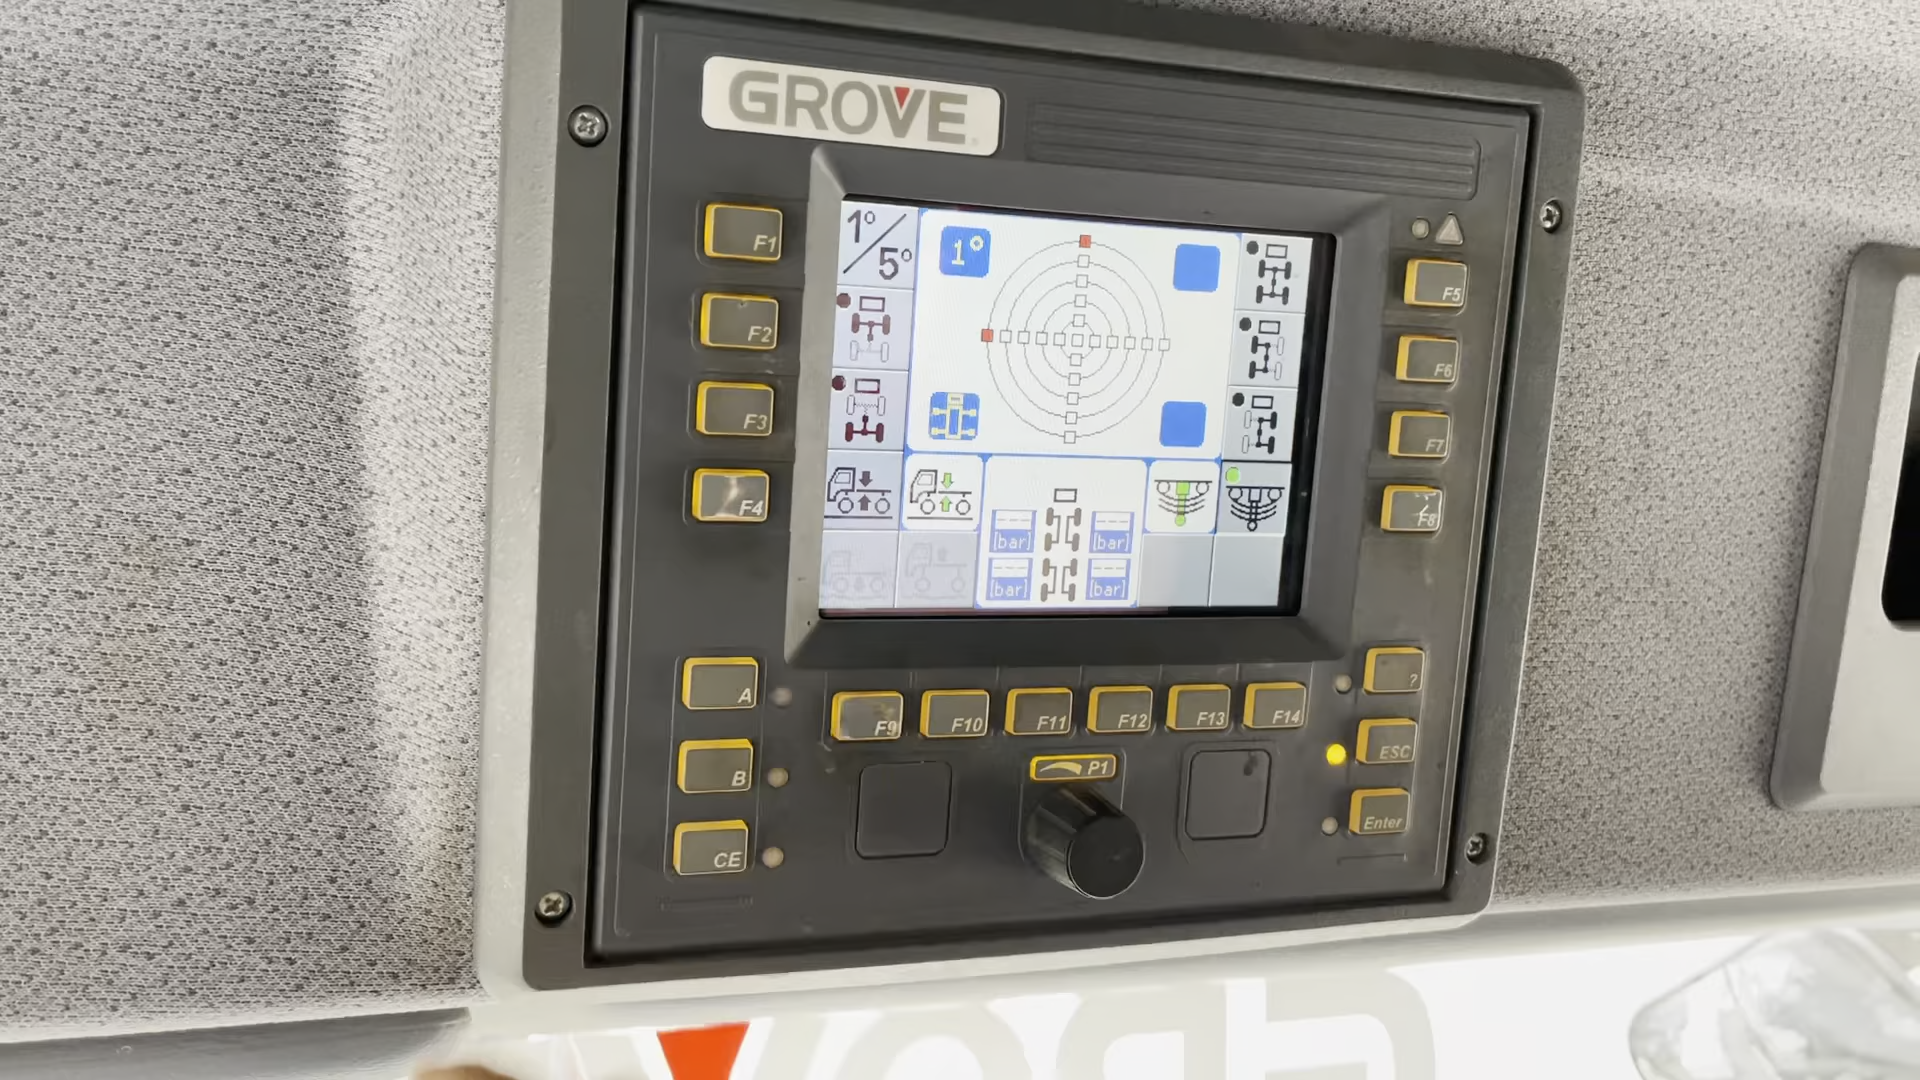 GROVE
F1
F2
F3
F4
1°/5°
1°
[bar]
[bar]
[bar]
[bar]
F5
F6
F7
F8
A
B
CE
F9
F10
F11
F12
F13
F14
P1
?
ESC
Enter